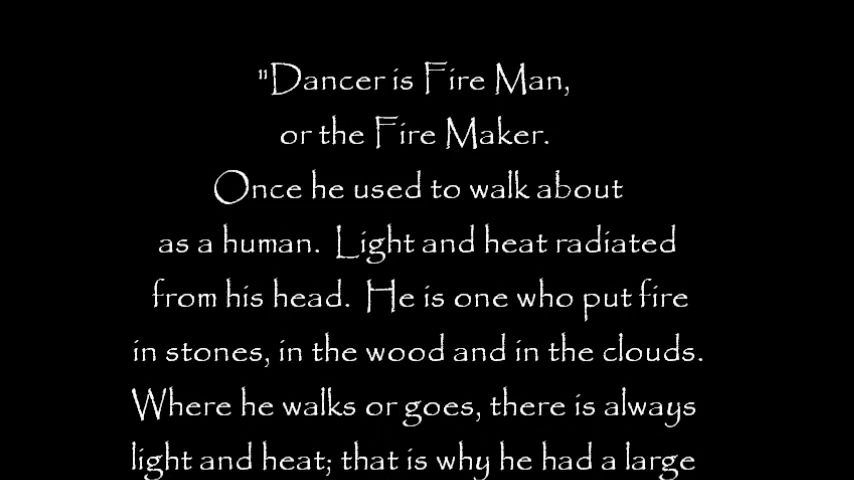 "Dancer is Fire Man,
or the Fire Maker.
Once he used to walk about
as a human. Light and heat radiated
from his head. He is one who put fire
in stones, in the wood and in the clouds.
Where he walks or goes, there is always
light and heat; that is why he had a large